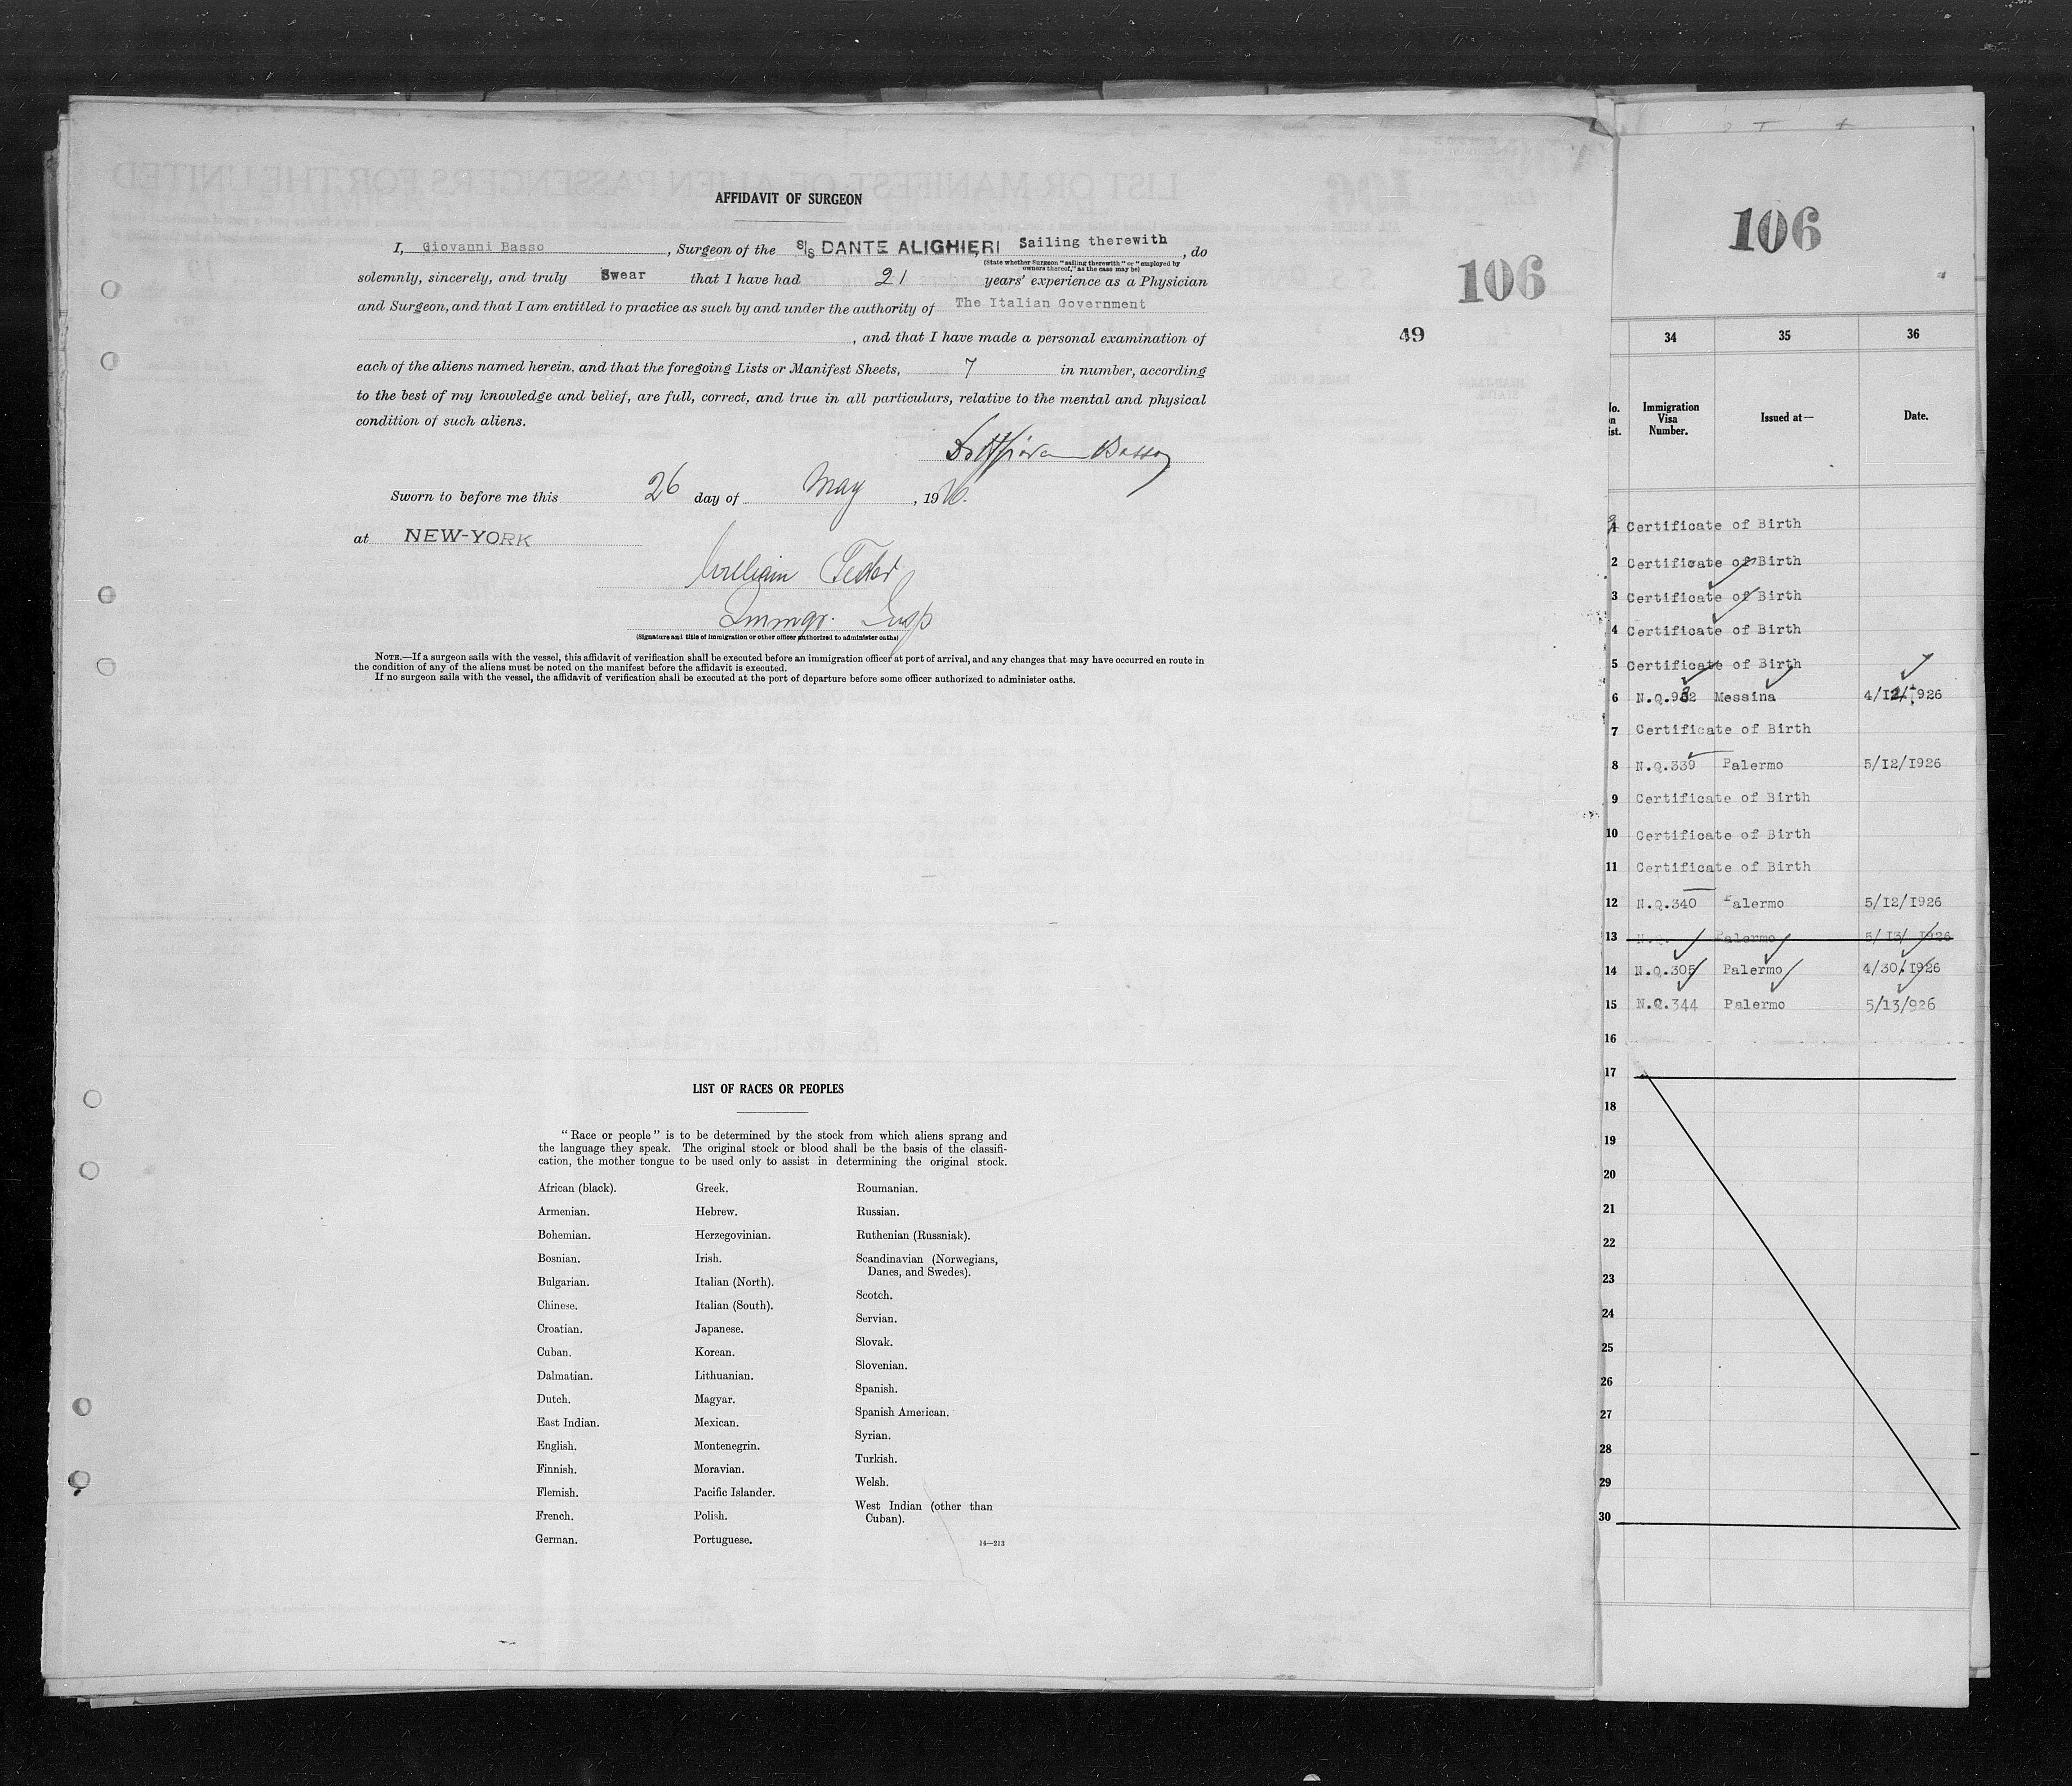 AFFIDAVIT OF SURGEON
I, Giovanni Basso, Surgeon of the S/S DANTE ALIGHIERI Sailing therewith, do
(State whether Surgeon "sailing therewith" or "employed by
owners thereof," as the case may be)
solemnly, sincerely, and truly Swear that I have had 21 years' experience as a Physician
and Surgeon, and that I am entitled to practice as such by and under the authority of The Italian Government
, and that I have made a personal examination of
each of the aliens named herein, and that the foregoing Lists or Manifest Sheets, 7 in number, according
to the best of my knowledge and belief, are full, correct, and true in all particulars, relative to the mental and physical
condition of such aliens.
Basso
Sworn to before me this 26 day of May, 1926.
at NEW-YORK
William
Immgr. Insp
(Signature and title of immigration or other officer authorized to administer oaths)
NOTE.—If a surgeon sails with the vessel, this affidavit of verification shall be executed before an immigration officer at port of arrival, and any changes that may have occurred en route in
the condition of any of the aliens must be noted on the manifest before the affidavit is executed.
If no surgeon sails with the vessel, the affidavit of verification shall be executed at the port of departure before some officer authorized to administer oaths.
106
49
LIST OF RACES OR PEOPLES
"Race or people" is to be determined by the stock from which aliens sprang and
the language they speak. The original stock or blood shall be the basis of the classifi-
cation, the mother tongue to be used only to assist in determining the original stock.
African (black).
Armenian.
Bohemian.
Bosnian.
Bulgarian.
Chinese.
Croatian.
Cuban.
Dalmatian.
Dutch.
East Indian.
English.
Finnish.
Flemish.
French.
German.
Greek.
Hebrew.
Herzegovinian.
Irish.
Italian (North).
Italian (South).
Japanese.
Korean.
Lithuanian.
Magyar.
Mexican.
Montenegrin.
Moravian.
Pacific Islander.
Polish.
Portuguese.
Roumanian.
Russian.
Ruthenian (Russniak).
Scandinavian (Norwegians,
Danes, and Swedes).
Scotch.
Servian.
Slovak.
Slovenian.
Spanish.
Spanish American.
Syrian.
Turkish.
Welsh.
West Indian (other than
Cuban).
14—213
106
34 35 36
Immigration
Visa
Number.
Issued at—
Date.
1 Certificate of Birth
2 Certificate of Birth
3 Certificate of Birth
4 Certificate of Birth
5 Certificate of Birth
6 N.Q. Messina
7 Certificate of Birth
8 N.Q.339 Palermo 5/I2/I926
9 Certificate of Birth
10 Certificate of Birth
11 Certificate of Birth
12 N.Q.340 Palermo 5/I2/I926
13 N.Q. Palermo 5/I3/ I926
14 N.Q.305 Palermo 4/30/I926
15 N.Q.344 Palermo 5/13/926
16
17
18
19
20
21
22
23
24
25
26
27
28
29
30